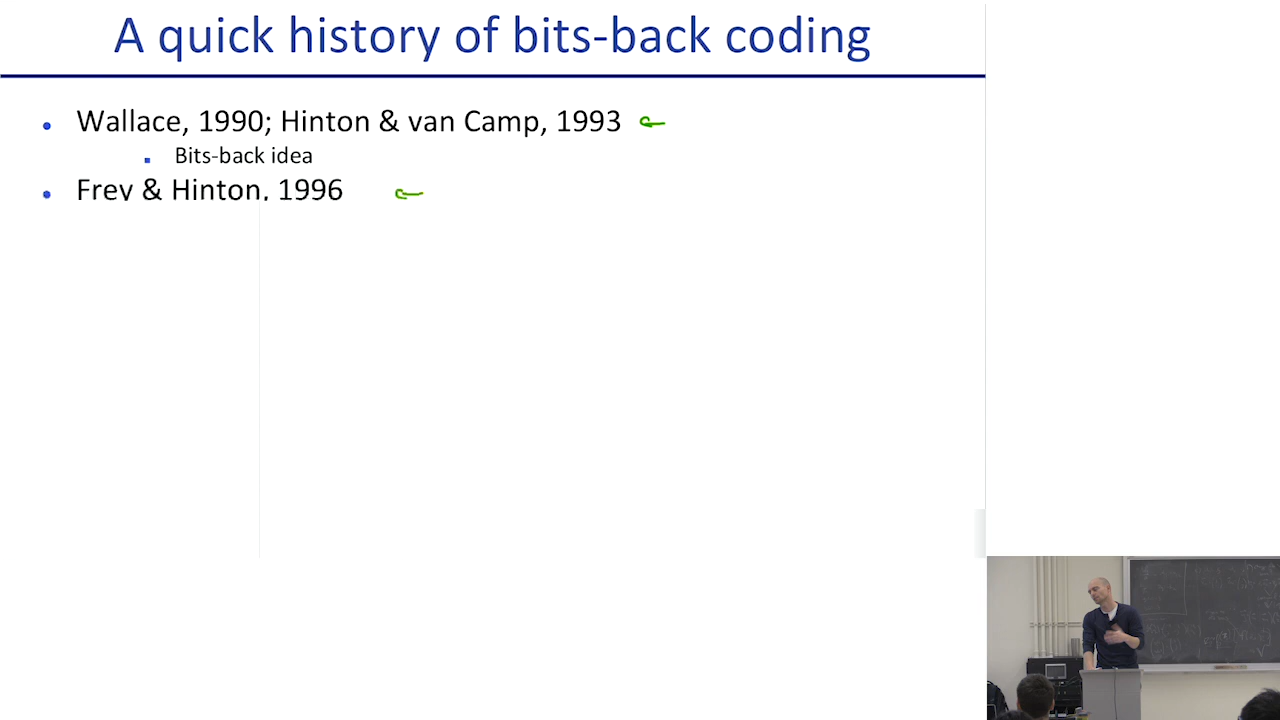 A quick history of bits-back coding
Wallace, 1990; Hinton & van Camp, 1993
Bits-back idea
Frey & Hinton, 1996